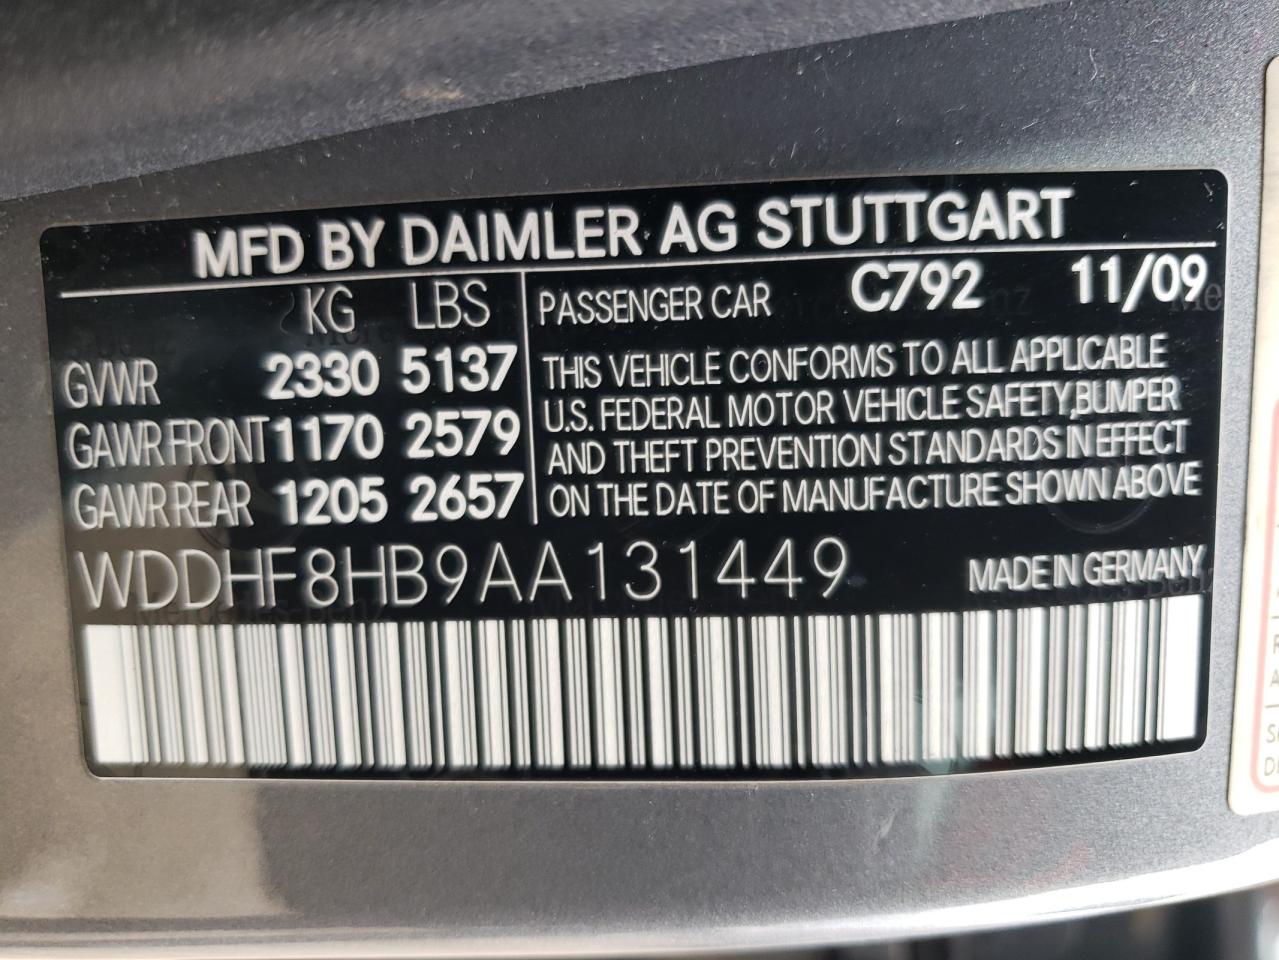 MFD BY DAIMLER AG STUTTGART
KG LBS
GVWR 2330 5137
GAWR FRONT 1170 2579
GAWR REAR 1205 2657
PASSENGER CAR C792 11/09
THIS VEHICLE CONFORMS TO ALL APPLICABLE
U.S. FEDERAL MOTOR VEHICLE SAFETY,BUMPER
AND THEFT PREVENTION STANDARDS IN EFFECT
ON THE DATE OF MANUFACTURE SHOWN ABOVE
WDDHF8HB9AA131449
MADE IN GERMANY
Mercedes-Benz